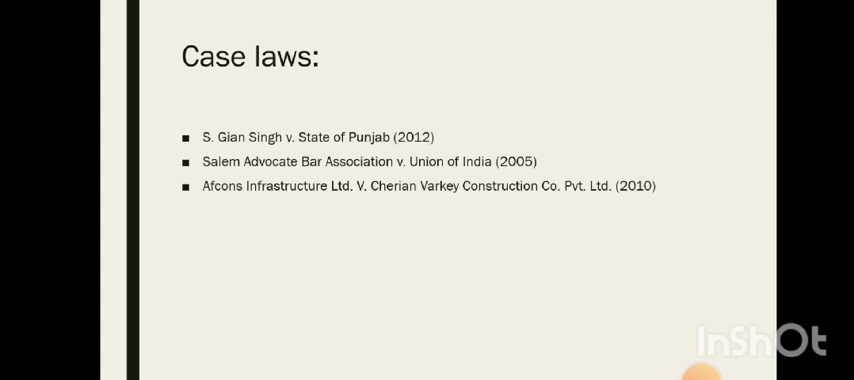 Case laws:
■ S. Gian Singh v. State of Punjab (2012)
■ Salem Advocate Bar Association v. Union of India (2005)
■ Afcons Infrastructure Ltd. V. Cherian Varkey Construction Co. Pvt. Ltd. (2010)
InShOt